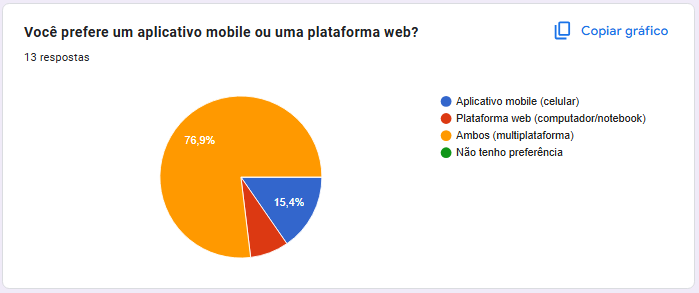 Você prefere um aplicativo mobile ou uma plataforma web?
Copiar gráfico
13 respostas
Aplicativo mobile (celular)
Plataforma web (computador/notebook)
Ambos (multiplataforma)
Não tenho preferência
76,9%
15,4%